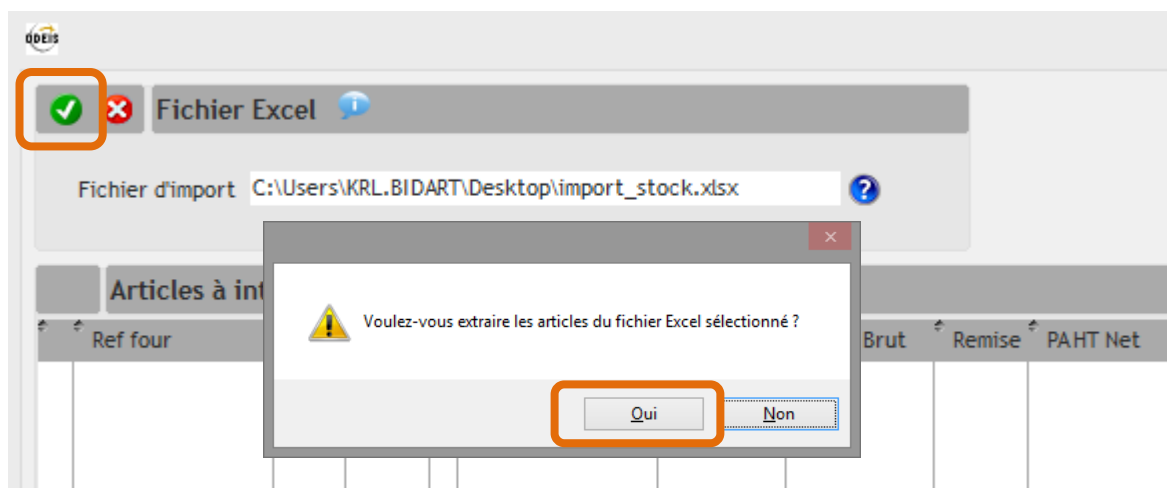 ODEIS
Fichier Excel
Fichier d'import C:\Users\KRL.BIDART\Desktop\import_stock.xlsx
Articles à in
Voulez-vous extraire les articles du fichier Excel sélectionné ?
Ref four Brut Remise PAHT Net
Oui Non